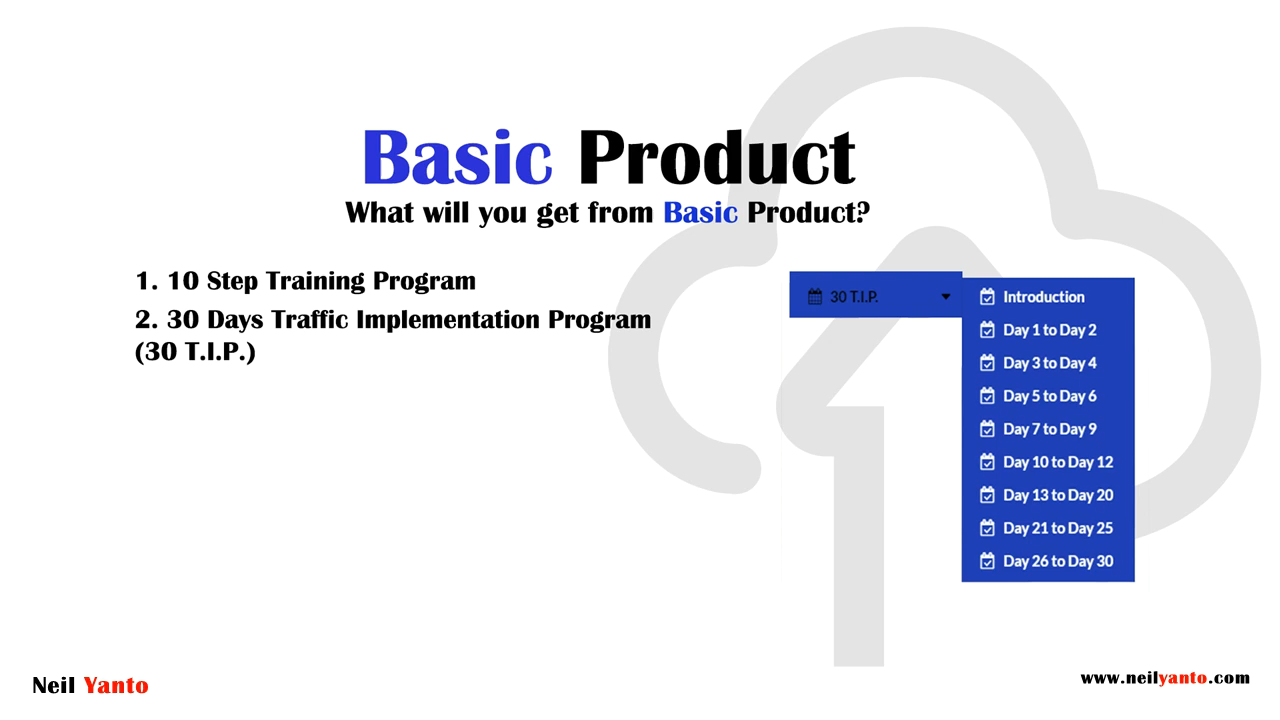 Basic Product
What will you get from Basic Product?
1. 10 Step Training Program
2. 30 Days Traffic Implementation Program
(30 T.I.P.)
30 T.I.P.
Introduction
Day 1 to Day 2
Day 3 to Day 4
Day 5 to Day 6
Day 7 to Day 9
Day 10 to Day 12
Day 13 to Day 20
Day 21 to Day 25
Day 26 to Day 30
Neil Yanto
www.neilyanto.com